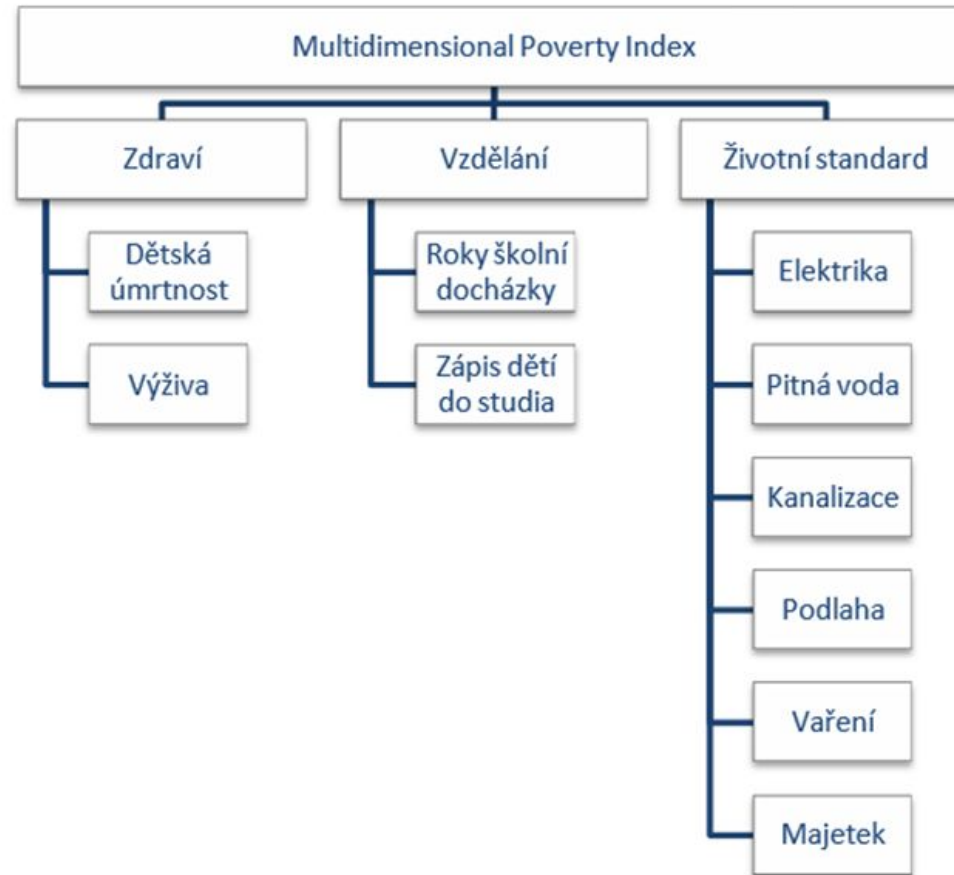 Multidimensional Poverty Index
Zdraví
Dětská
úmrtnost
Výživa
Vzdělání
Roky školní
docházky
Zápis dětí
do studia
Životní standard
Elektrika
Pitná voda
Kanalizace
Podlaha
Vaření
Majetek